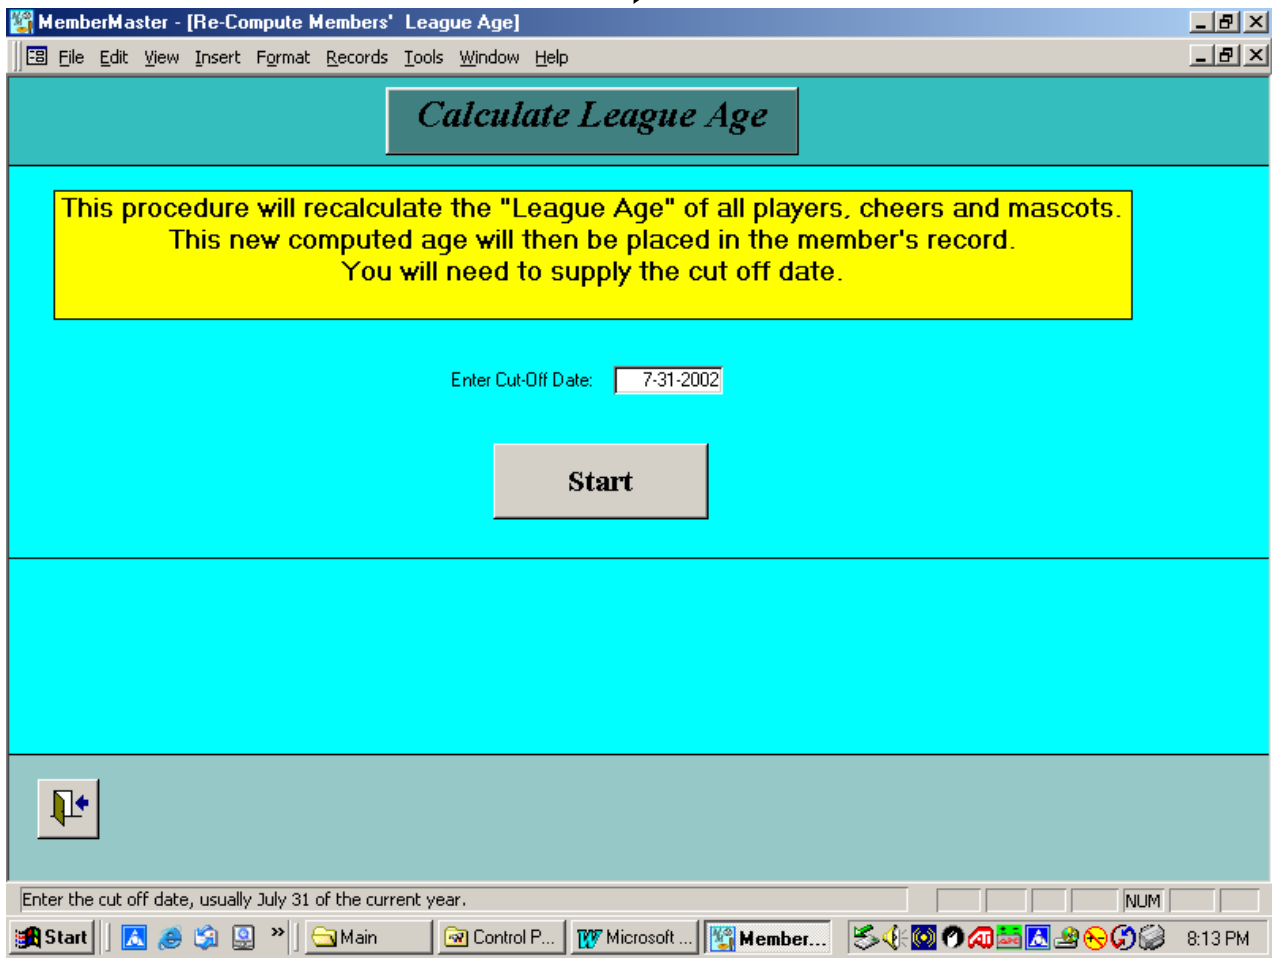 MemberMaster - [Re-Compute Members' League Age]
File Edit View Insert Format Records Tools Window Help
Calculate League Age
This procedure will recalculate the "League Age" of all players, cheers and mascots.
This new computed age will then be placed in the member's record.
You will need to supply the cut off date.
Enter Cut-Off Date: 7-31-2002
Start
Enter the cut off date, usually July 31 of the current year. NUM
Start » Main Control P... Microsoft ... Member... 8:13 PM